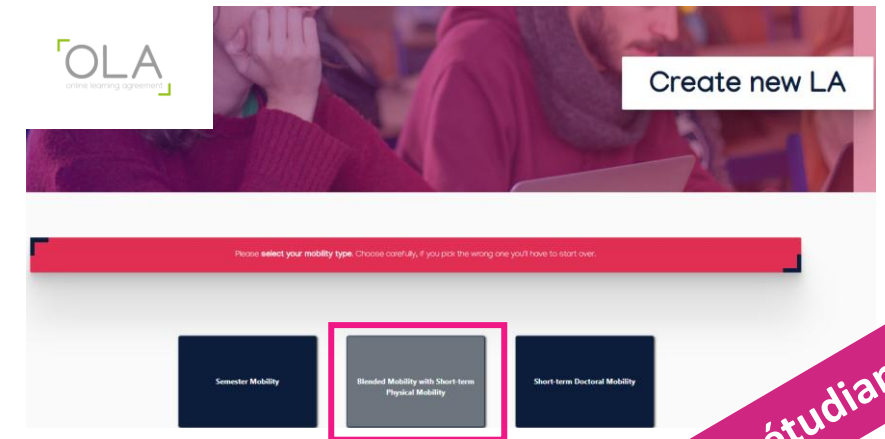 OLA
online learning agreement
Create new LA
Please select your mobility type. Choose carefully, if you pick the wrong one you'll have to start over.
Semester Mobility
Blended Mobility with Short-term
Physical Mobility
Short-term Doctoral Mobility